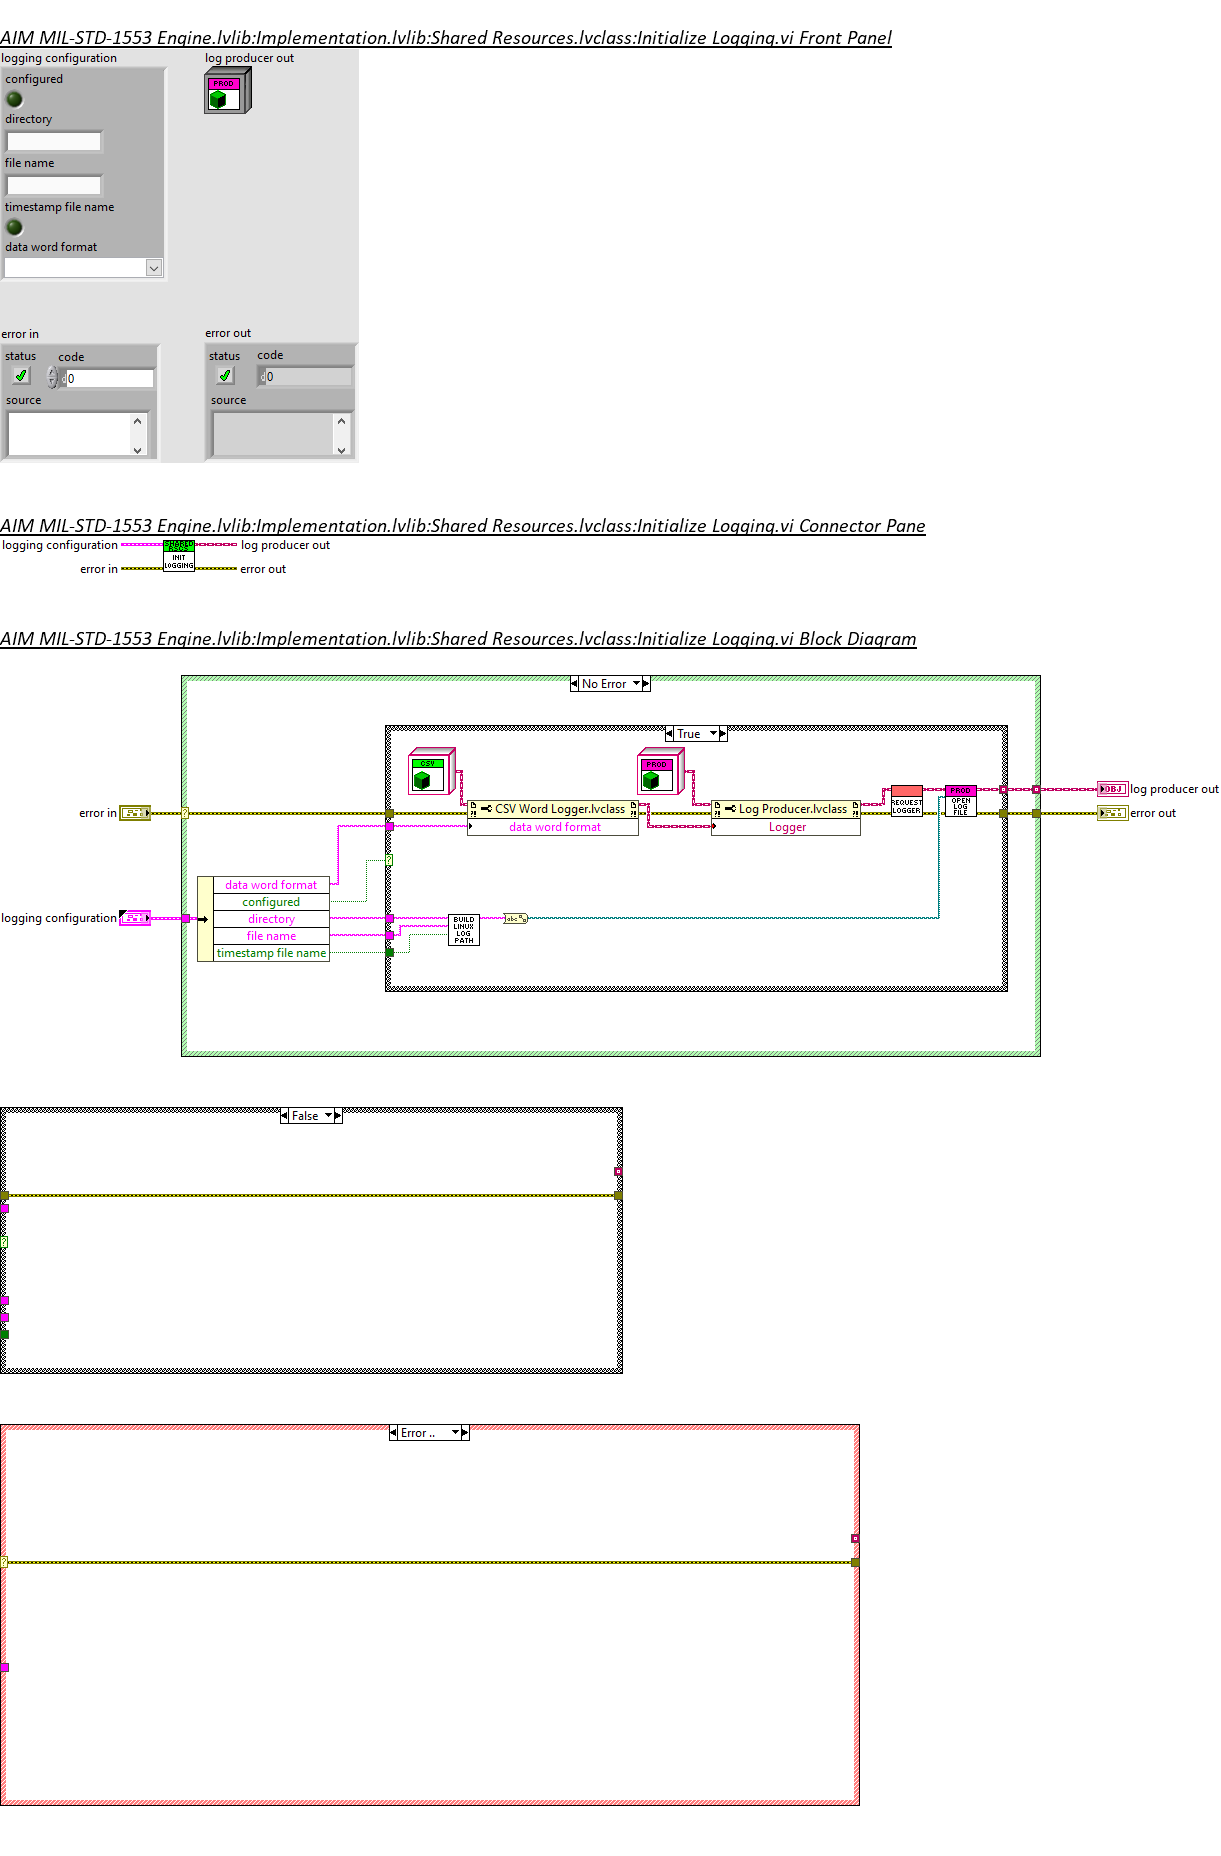 AIM MIL-STD-1553 Engine.lvlib:Implementation.lvlib:Shared Resources.lvclass:Initialize Logging.vi Front Panel
logging configuration
log producer out
configured
PROD
directory
file name
timestamp file name
data word format
error in
error out
status
code
status
code
0
0
source
source
AIM MIL-STD-1553 Engine.lvlib:Implementation.lvlib:Shared Resources.lvclass:Initialize Logging.vi Connector Pane
logging configuration
SHARED
RSCS
INIT
LOGGING
log producer out
error in
error out
AIM MIL-STD-1553 Engine.lvlib:Implementation.lvlib:Shared Resources.lvclass:Initialize Logging.vi Block Diagram
No Error
True
CSV
PROD
CSV Word Logger.lvclass
data word format
Log Producer.lvclass
Logger
REQUEST
LOGGER
PROD
OPEN
LOG
FILE
OBJ
log producer out
error in
error out
data word format
configured
logging configuration
directory
file name
timestamp file name
BUILD
LINUX
LOG
PATH
abc
False
Error ..